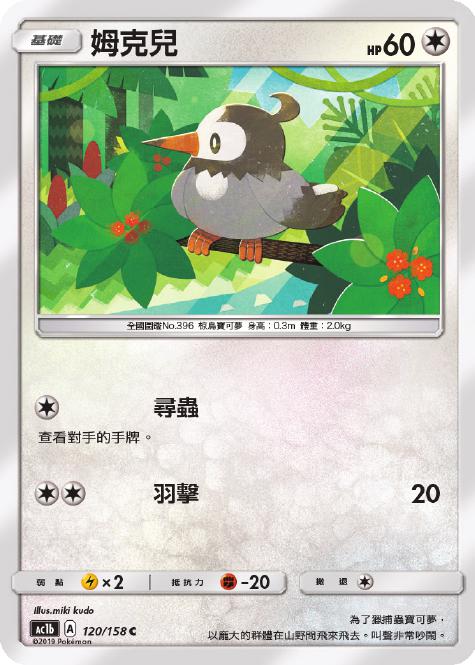 基礎 姆克兒 HP60
全國圖鑑No.396 椋鳥寶可夢 身高：0.3m 體重：2.0kg
尋蟲
查看對手的手牌。
羽擊 20
弱點 ×2 抵抗力 -20 撤退
Illus.miki kudo
為了獵捕蟲寶可夢，
以龐大的群體在山野間飛來飛去。叫聲非常吵鬧。
AC1b A 120/158 C
©2019 Pokémon